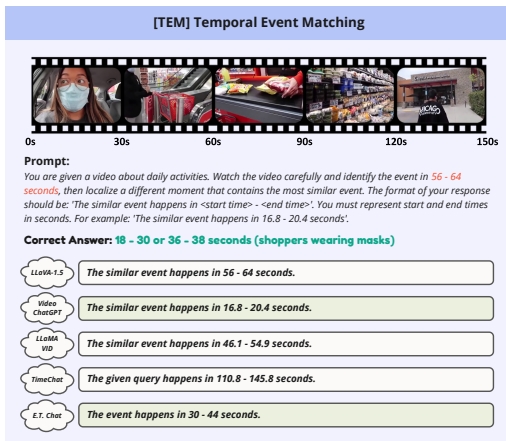 [TEM] Temporal Event Matching
0s 30s 60s 90s 120s 150s
Prompt:
You are given a video about daily activities. Watch the video carefully and identify the event in 56 - 64
seconds, then localize a different moment that contains the most similar event. The format of your response
should be: 'The similar event happens in <start time> - <end time>'. You must represent start and end times
in seconds. For example: 'The similar event happens in 16.8 - 20.4 seconds'.
Correct Answer: 18 - 30 or 36 - 38 seconds (shoppers wearing masks)
LLaVA-1.5
The similar event happens in 56 - 64 seconds.
Video
ChatGPT
The similar event happens in 16.8 - 20.4 seconds.
LLaMA
VID
The similar event happens in 46.1 - 54.9 seconds.
TimeChat
The given query happens in 110.8 - 145.8 seconds.
E.T. Chat
The event happens in 30 - 44 seconds.